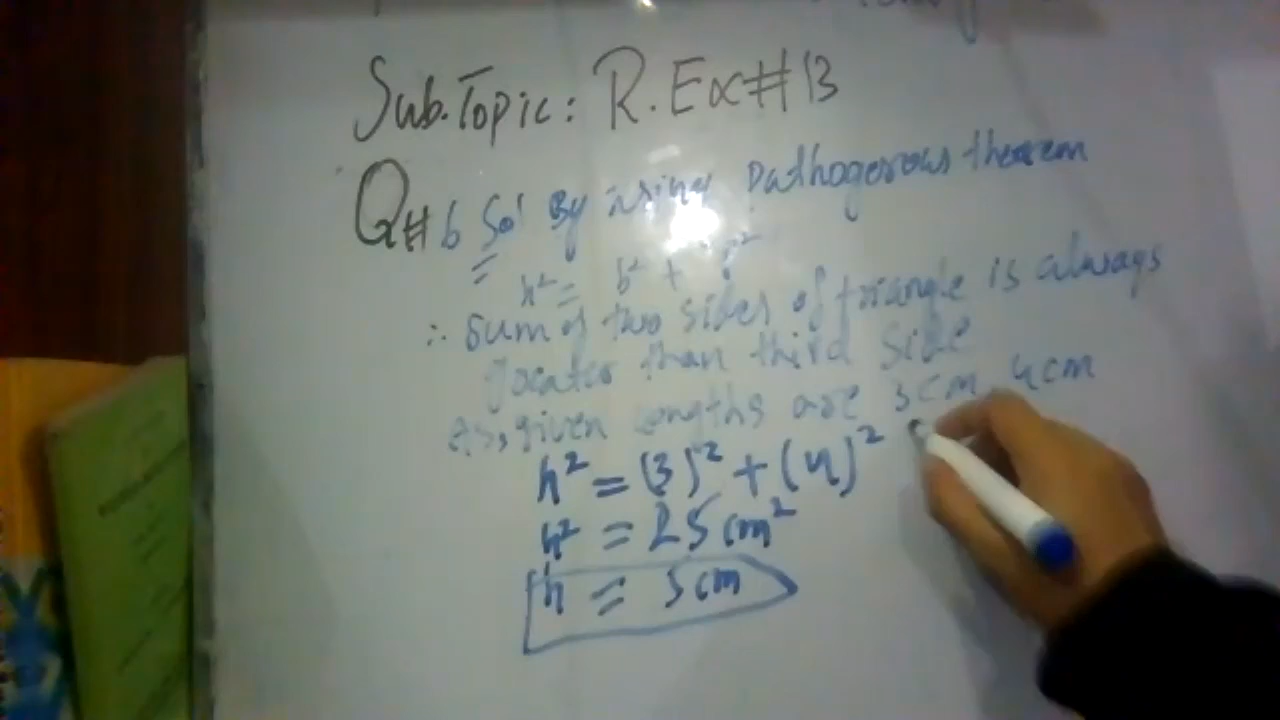 Sub.Topic: R.Ex#13
Q#6 Sol By using Pathogorous theorem
h² = b² +
∴ Sum of two sides of triangle is always
greater than third side
as, given lengths are 3cm 4cm
h² = (3)² + (4)²
h² = 25 cm²
h = 5cm